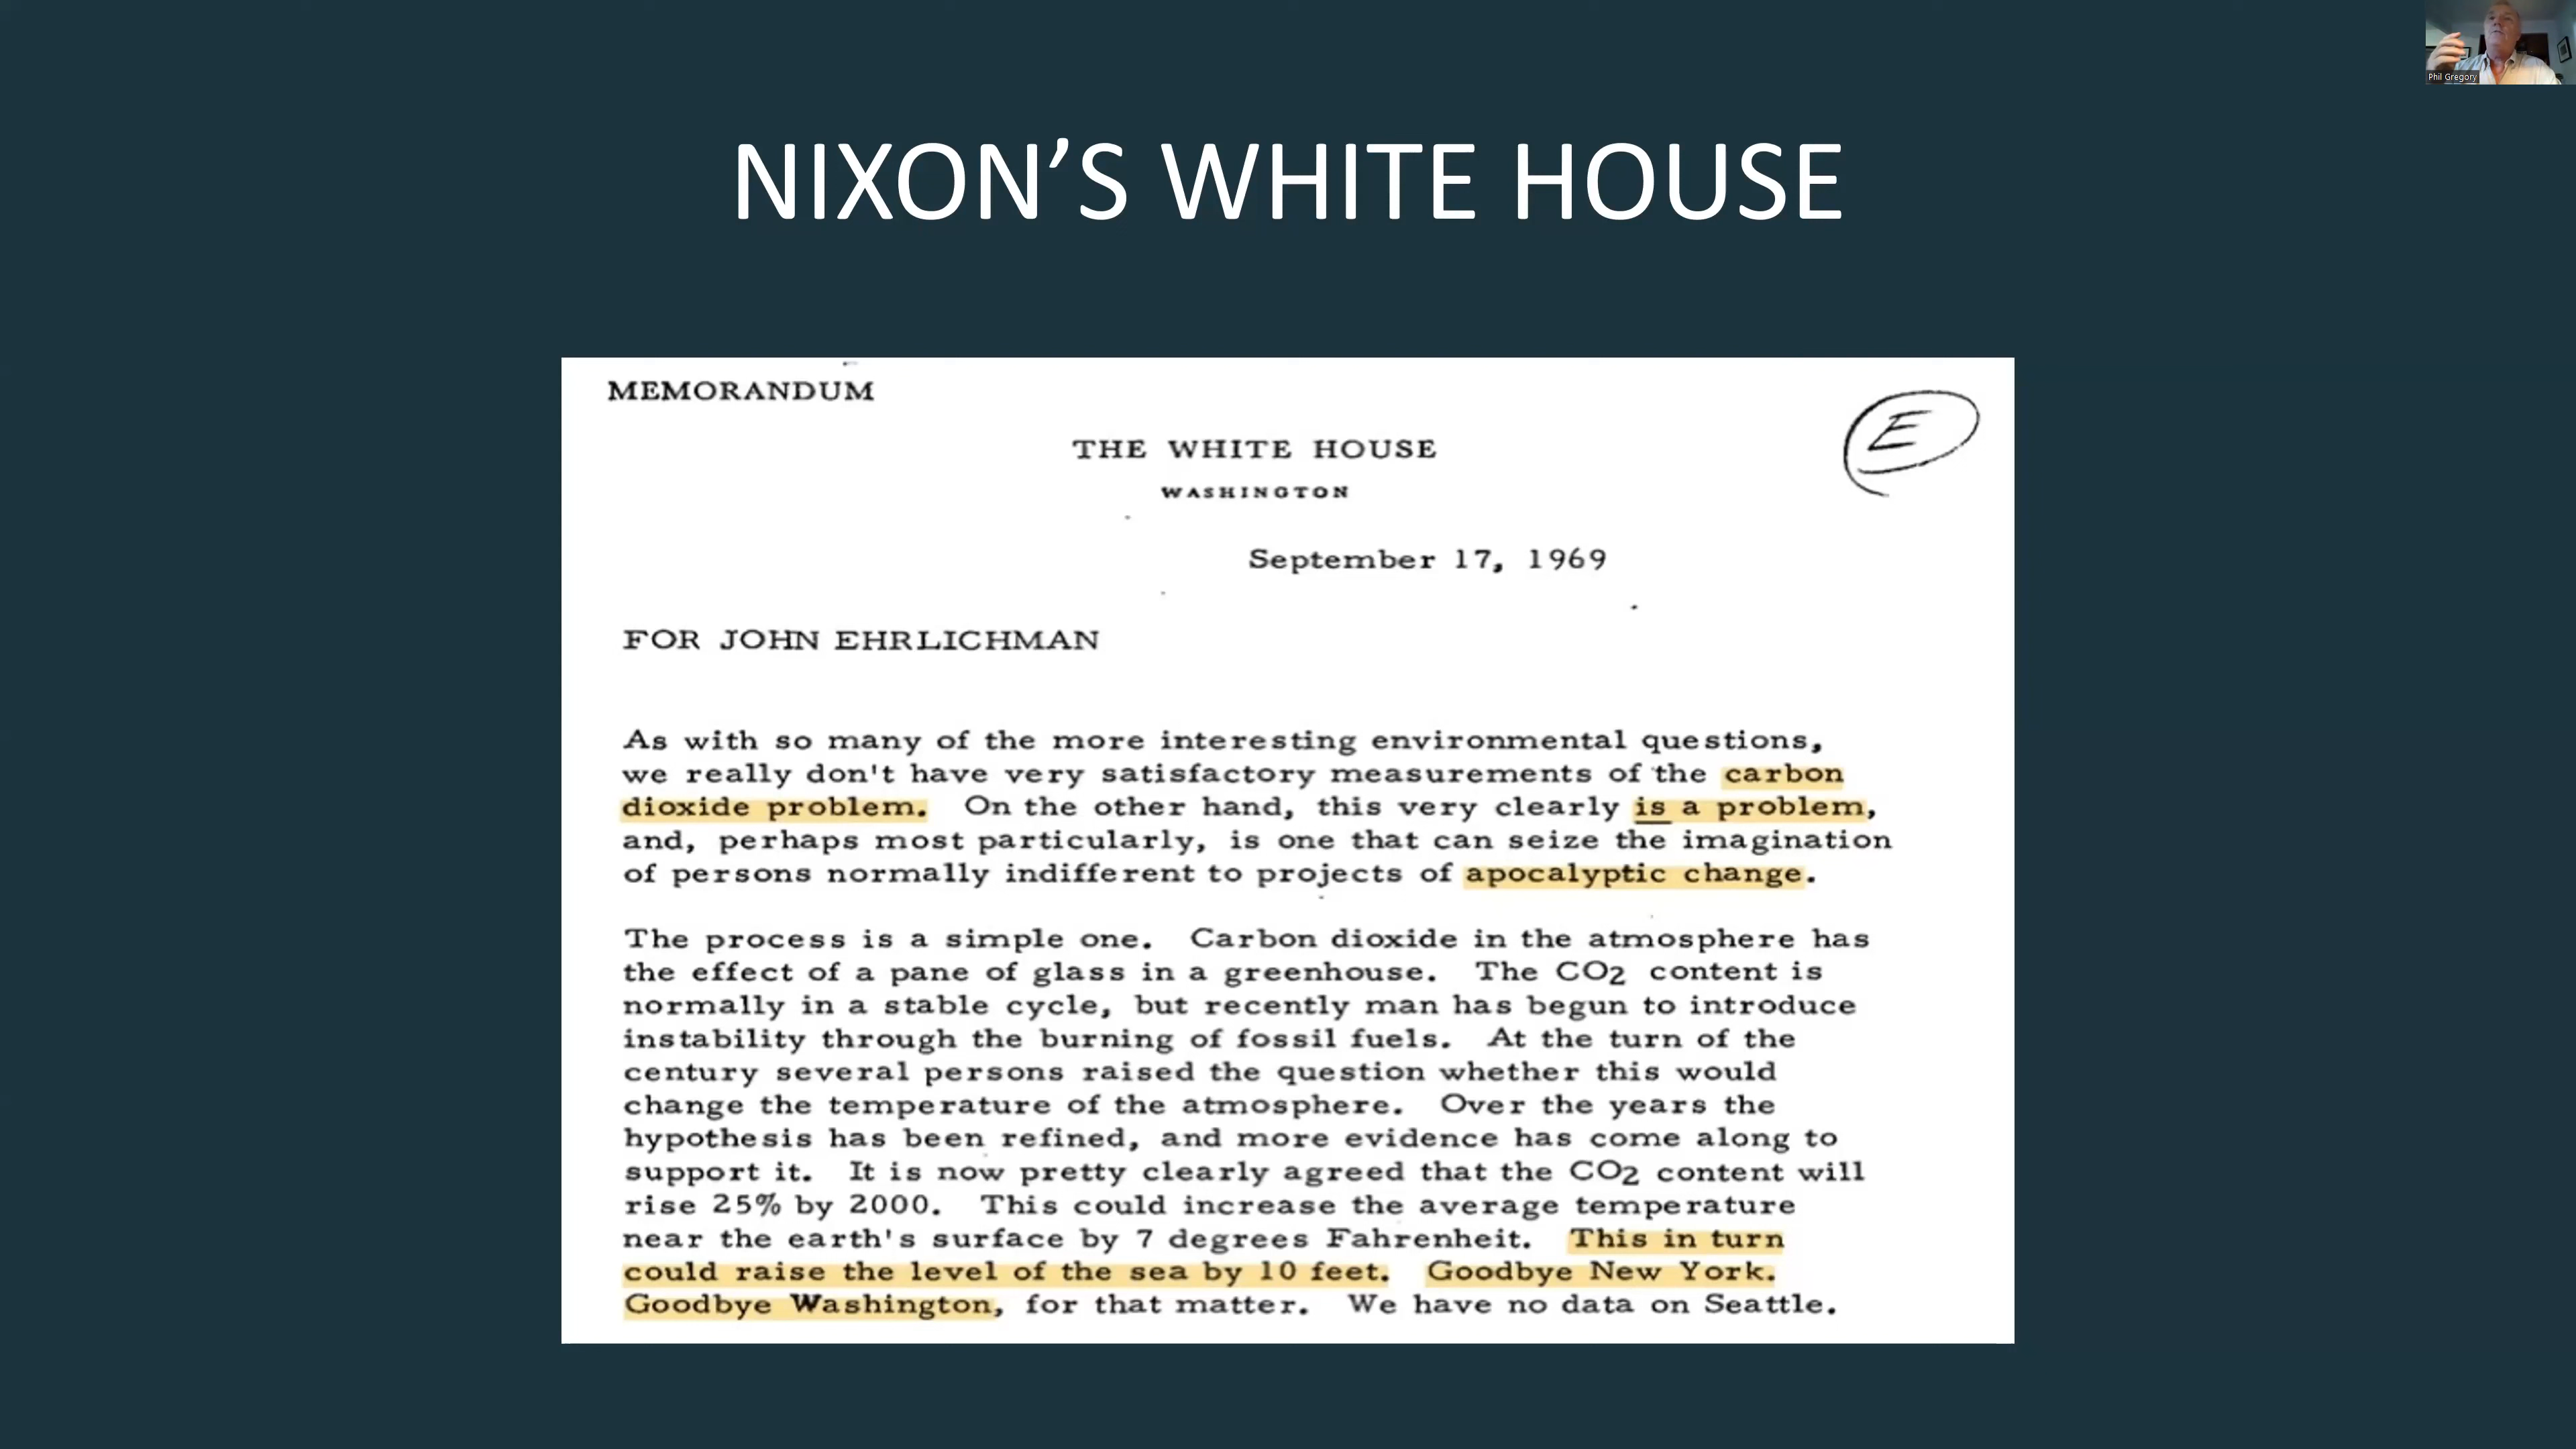 Phil Gregory
NIXON’S WHITE HOUSE
MEMORANDUM
E
THE WHITE HOUSE
WASHINGTON
September 17, 1969
FOR JOHN EHRLICHMAN
As with so many of the more interesting environmental questions,
we really don't have very satisfactory measurements of the carbon
dioxide problem. On the other hand, this very clearly is a problem,
and, perhaps most particularly, is one that can seize the imagination
of persons normally indifferent to projects of apocalyptic change.
The process is a simple one. Carbon dioxide in the atmosphere has
the effect of a pane of glass in a greenhouse. The CO2 content is
normally in a stable cycle, but recently man has begun to introduce
instability through the burning of fossil fuels. At the turn of the
century several persons raised the question whether this would
change the temperature of the atmosphere. Over the years the
hypothesis has been refined, and more evidence has come along to
support it. It is now pretty clearly agreed that the CO2 content will
rise 25% by 2000. This could increase the average temperature
near the earth's surface by 7 degrees Fahrenheit. This in turn
could raise the level of the sea by 10 feet. Goodbye New York.
Goodbye Washington, for that matter. We have no data on Seattle.